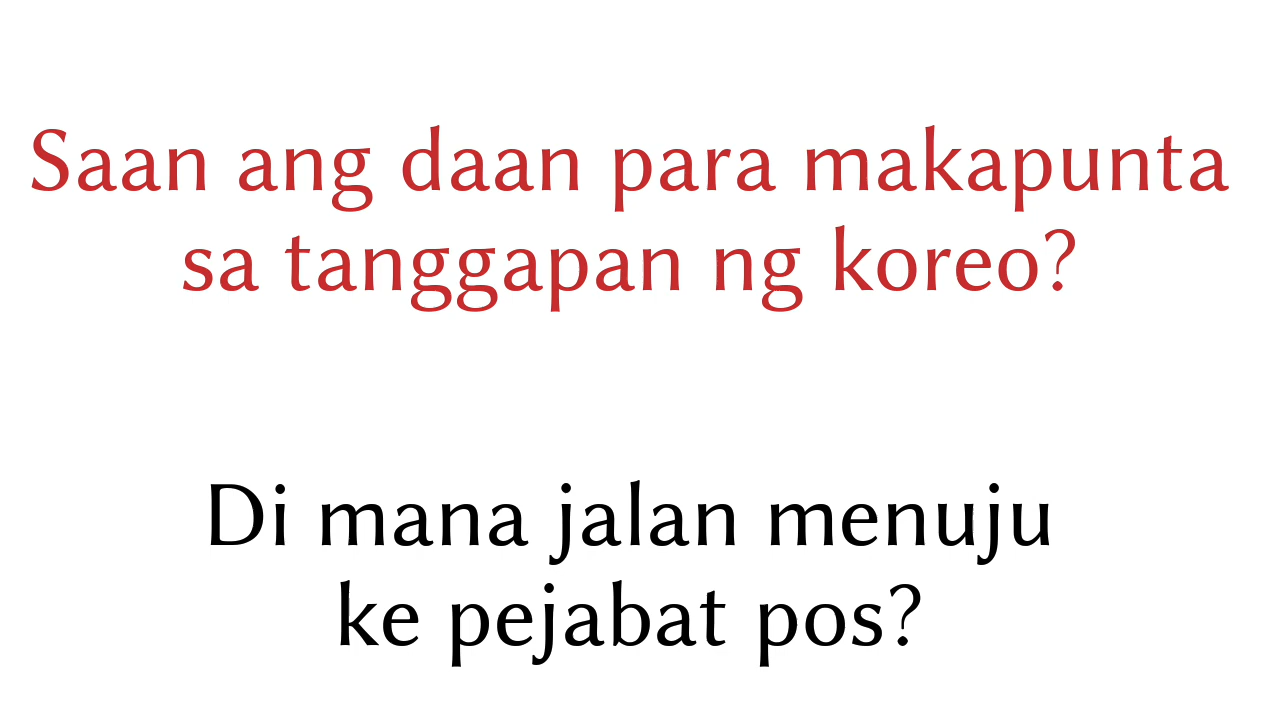 Saan ang daan para makapunta
sa tanggapan ng koreo?
Di mana jalan menuju
ke pejabat pos?